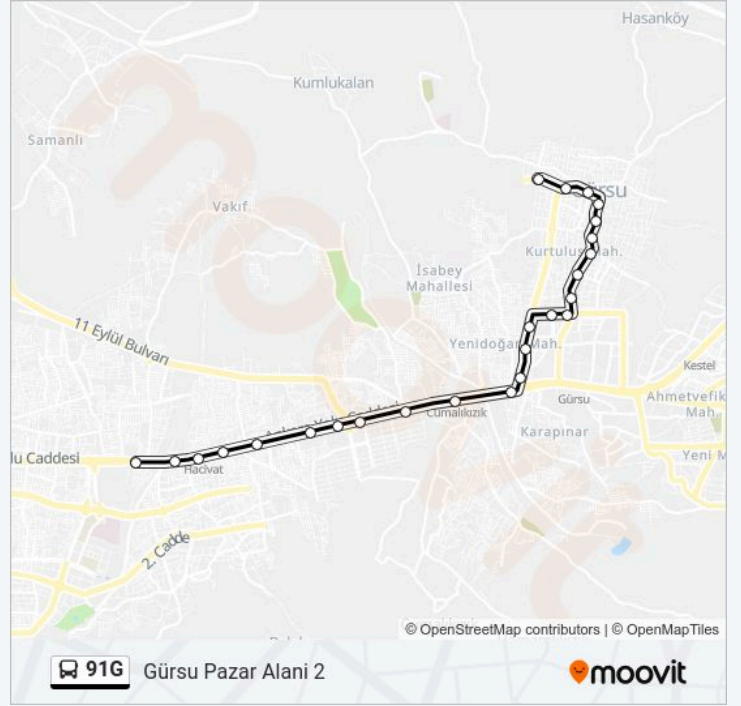 Hasanköy
Kumlukalan
Samanlı
Vakıf
Kurtuluş Mah.
İsabey
Mahallesi
11 Eylül Bulvarı
Yenidoğan Mah.
Kestel
Gürsu
Ahmetvefik
Mah.
Cumalıkızık
Karapınar
lu Caddesi
Hacivat
Yeni M
2. Cadde
© OpenStreetMap contributors | © OpenMapTiles
91G
Gürsu Pazar Alani 2
moovit